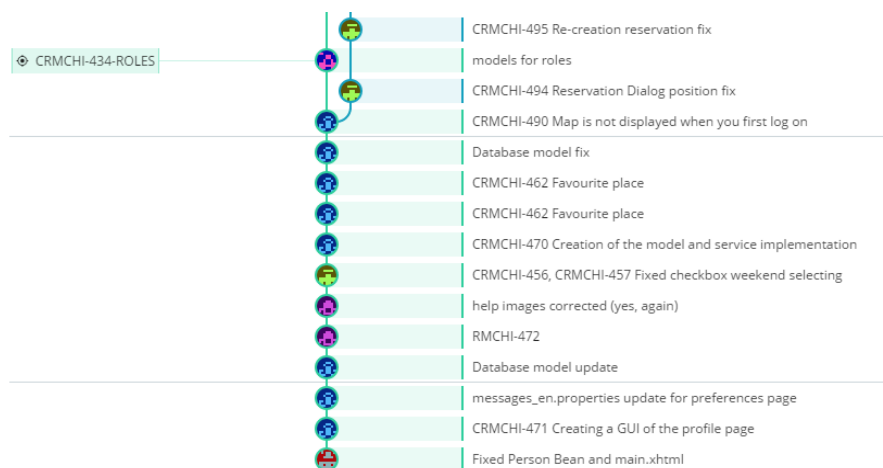 CRMCHI-495 Re-creation reservation fix
CRMCHI-434-ROLES
models for roles
CRMCHI-494 Reservation Dialog position fix
CRMCHI-490 Map is not displayed when you first log on
Database model fix
CRMCHI-462 Favourite place
CRMCHI-462 Favourite place
CRMCHI-470 Creation of the model and service implementation
CRMCHI-456, CRMCHI-457 Fixed checkbox weekend selecting
help images corrected (yes, again)
RMCHI-472
Database model update
messages_en.properties update for preferences page
CRMCHI-471 Creating a GUI of the profile page
Fixed Person Bean and main.xhtml